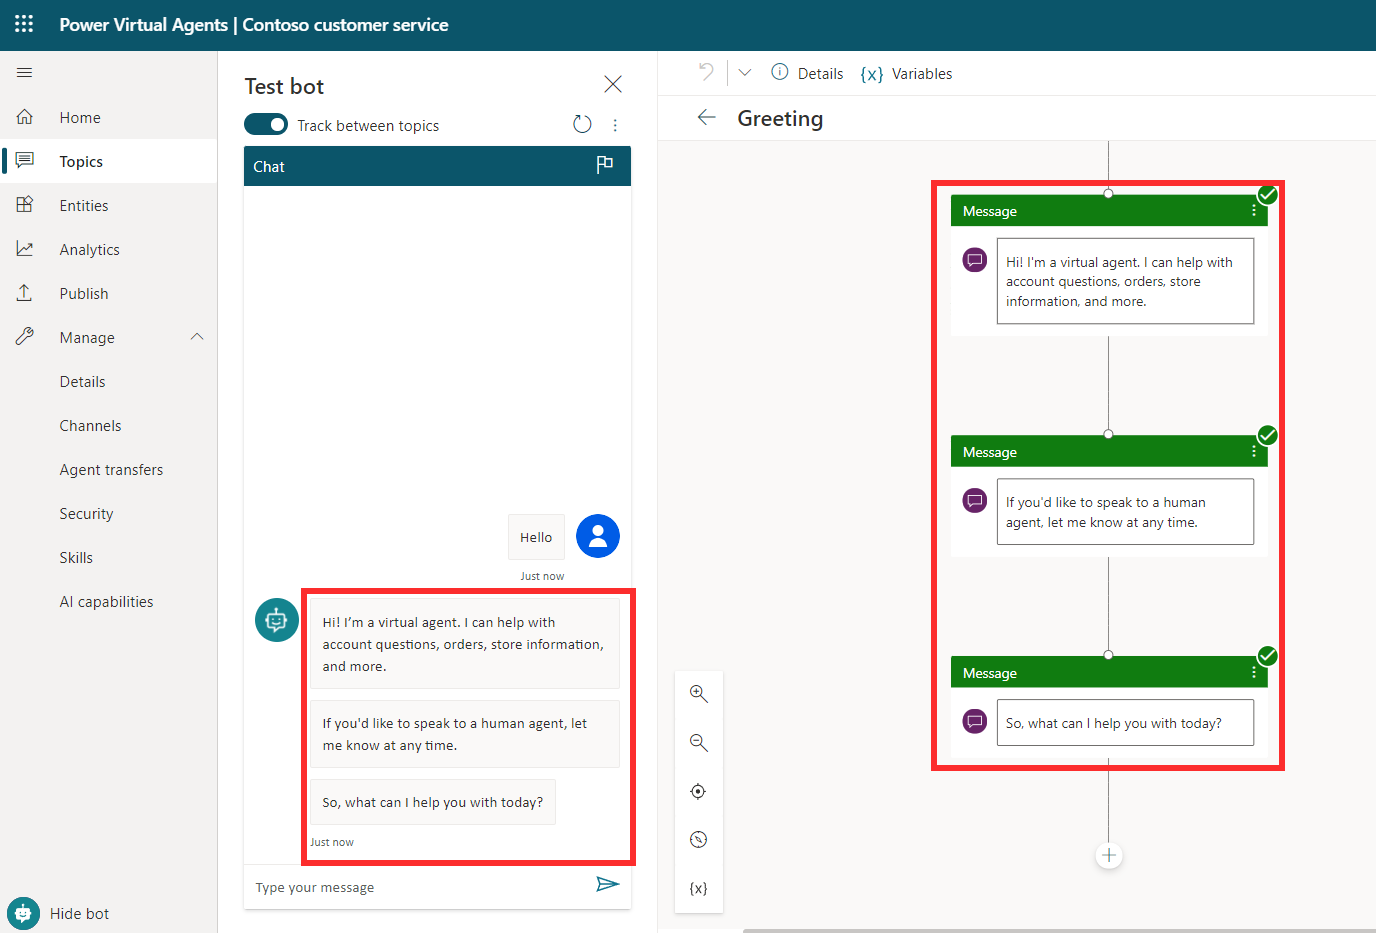 Power Virtual Agents | Contoso customer service
Home
Topics
Entities
Analytics
Publish
Manage
Details
Channels
Agent transfers
Security
Skills
AI capabilities
Hide bot
Test bot
Track between topics
Chat
Hello
Just now
Hi! I'm a virtual agent. I can help with
account questions, orders, store information,
and more.
If you'd like to speak to a human agent, let
me know at any time.
So, what can I help you with today?
Just now
Type your message
Details
{x} Variables
Greeting
Message
Hi! I'm a virtual agent. I can help with
account questions, orders, store
information, and more.
Message
If you'd like to speak to a human
agent, let me know at any time.
Message
So, what can I help you with today?
{x}